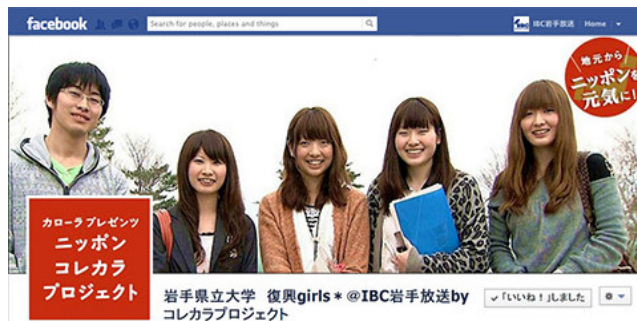 facebook
Search for people, places and things
IBC岩手放送
Home
地元から
ニッポンを
元気に!
カローラプレゼンツ
ニッポン
コレカラ
プロジェクト
岩手県立大学 復興girls*@IBC岩手放送by
コレカラプロジェクト
✓「いいね!」しました